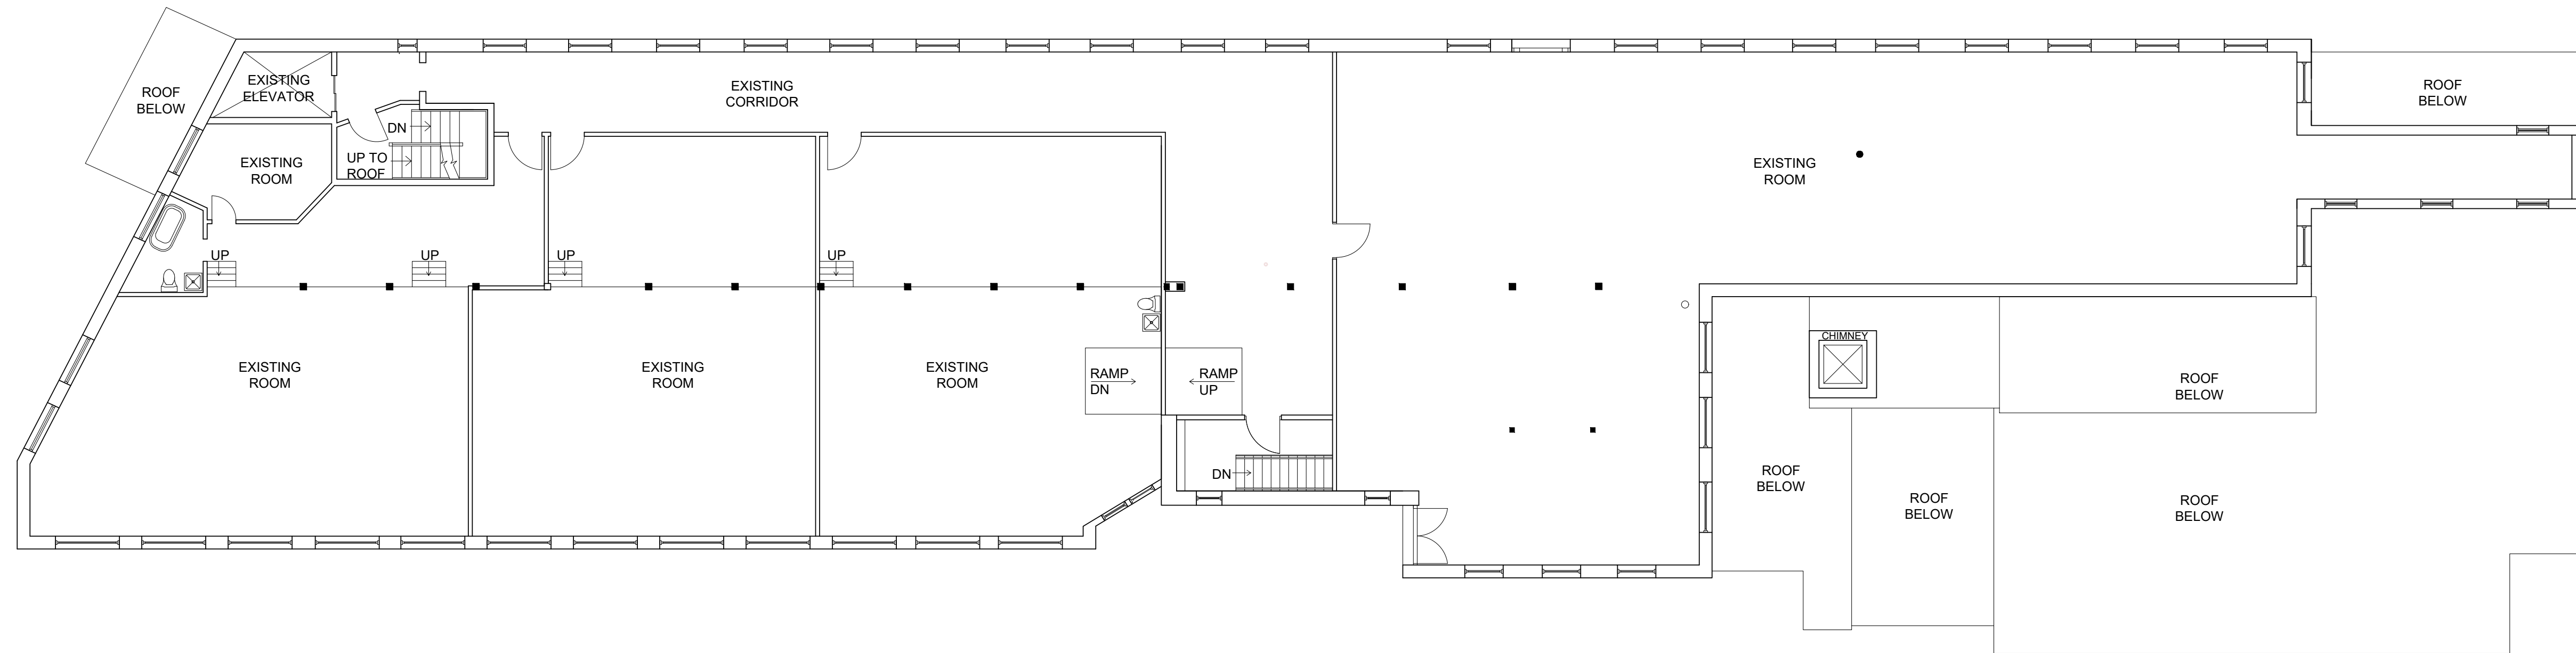 ROOF
BELOW
EXISTING
ELEVATOR
EXISTING
CORRIDOR
ROOF
BELOW
DN
UP TO
ROOF
EXISTING
ROOM
EXISTING
ROOM
UP
UP
UP
UP
CHIMNEY
EXISTING
ROOM
EXISTING
ROOM
EXISTING
ROOM
RAMP
DN
RAMP
UP
ROOF
BELOW
DN
ROOF
BELOW
ROOF
BELOW
ROOF
BELOW